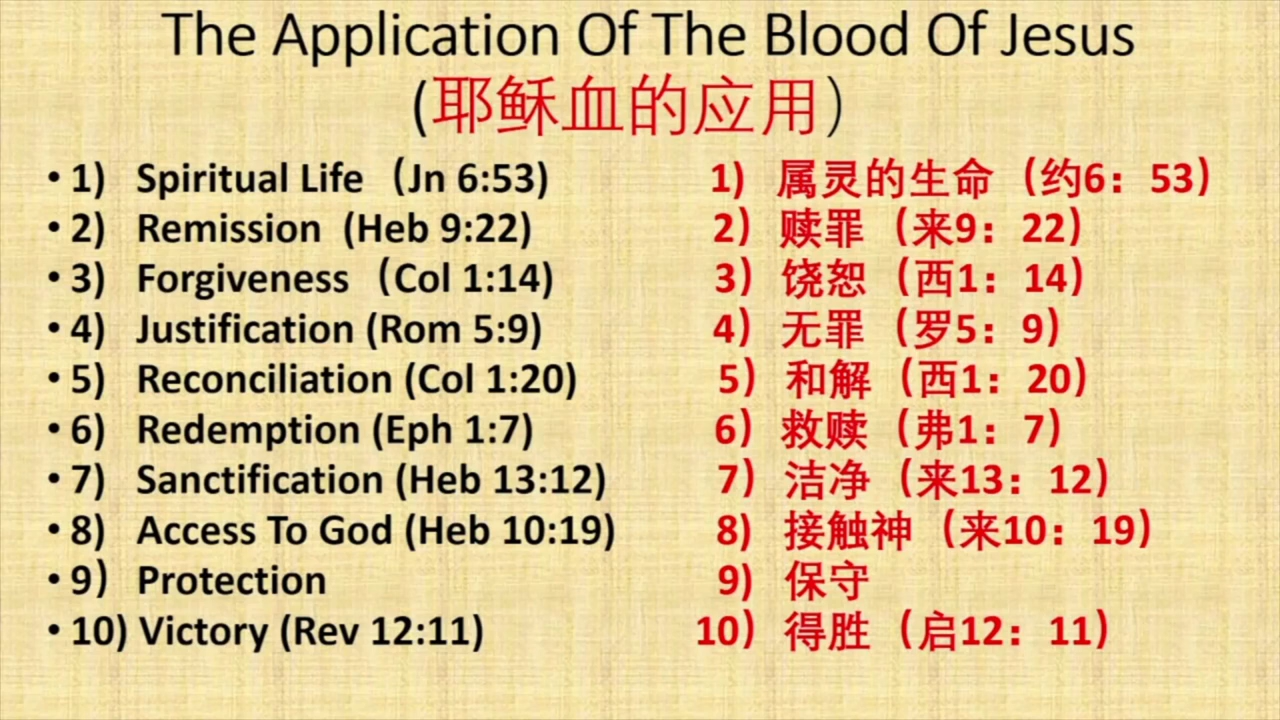 The Application Of The Blood Of Jesus
(耶稣血的应用）
• 1) Spiritual Life （Jn 6:53) 1) 属灵的生命（约6：53）
• 2) Remission (Heb 9:22) 2）赎罪（来9：22）
• 3) Forgiveness （Col 1:14) 3）饶恕（西1：14）
• 4) Justification (Rom 5:9) 4）无罪（罗5：9）
• 5) Reconciliation (Col 1:20) 5）和解（西1：20）
• 6) Redemption (Eph 1:7) 6）救赎（弗1：7）
• 7) Sanctification (Heb 13:12) 7）洁净（来13：12）
• 8) Access To God (Heb 10:19) 8) 接触神（来10：19）
• 9）Protection 9) 保守
• 10) Victory (Rev 12:11) 10）得胜（启12：11）